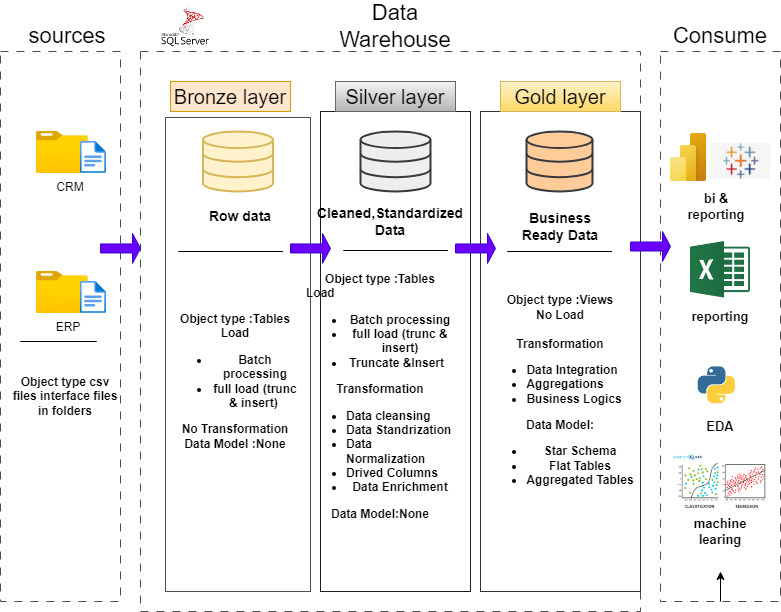 sources
Data
Warehouse
Consume
SQL Server
Bronze layer
Silver layer
Gold layer
CRM
ERP
Object type csv
files interface files
in folders
Row data
Object type :Tables
Load
Batch
processing
full load (trunc
& insert)
No Transformation
Data Model :None
Cleaned,Standardized
Data
Object type :Tables
Load
Batch processing
full load (trunc &
insert)
Truncate &Insert
Transformation
Data cleansing
Data Standrization
Data
Normalization
Drived Columns
Data Enrichment
Data Model:None
Business
Ready Data
Object type :Views
No Load
Transformation
Data Integration
Aggregations
Business Logics
Data Model:
Star Schema
Flat Tables
Aggregated Tables
bi &
reporting
X
reporting
EDA
CLASSIFICATION
REGRESSION
machine
learing